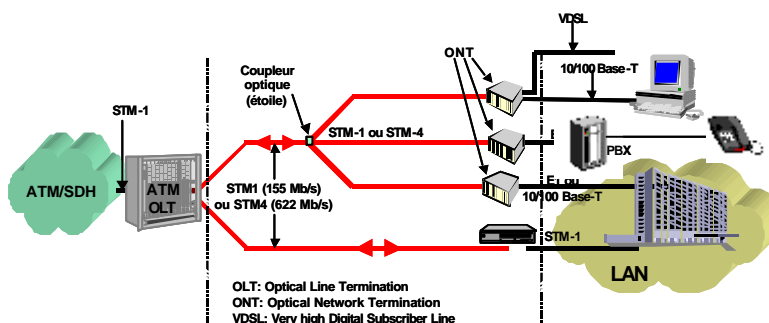 VDSL
ONT
10/100 Base-T
Coupleur
optique
(étoile)
STM-1
STM-1 ou STM-4
PBX
ATM/SDH
ATM
OLT
STM1 (155 Mb/s)
ou STM4 (622 Mb/s)
E1 ou
10/100 Base-T
STM-1
LAN
OLT: Optical Line Termination
ONT: Optical Network Termination
VDSL: Very high Digital Subscriber Line